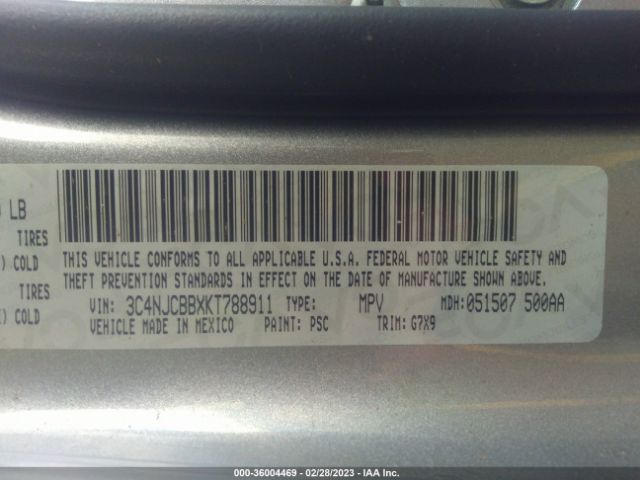 LB
TIRES
) COLD
TIRES
) COLD
THIS VEHICLE CONFORMS TO ALL APPLICABLE U.S.A. FEDERAL MOTOR VEHICLE SAFETY AND
THEFT PREVENTION STANDARDS IN EFFECT ON THE DATE OF MANUFACTURE SHOWN ABOVE.
VIN: 3C4NJCBBXKT788911 TYPE: MPV MDH: 051507 500AA
VEHICLE MADE IN MEXICO PAINT: PSC TRIM: G7X9
000-36004469 - 02/28/2023 - IAA Inc.